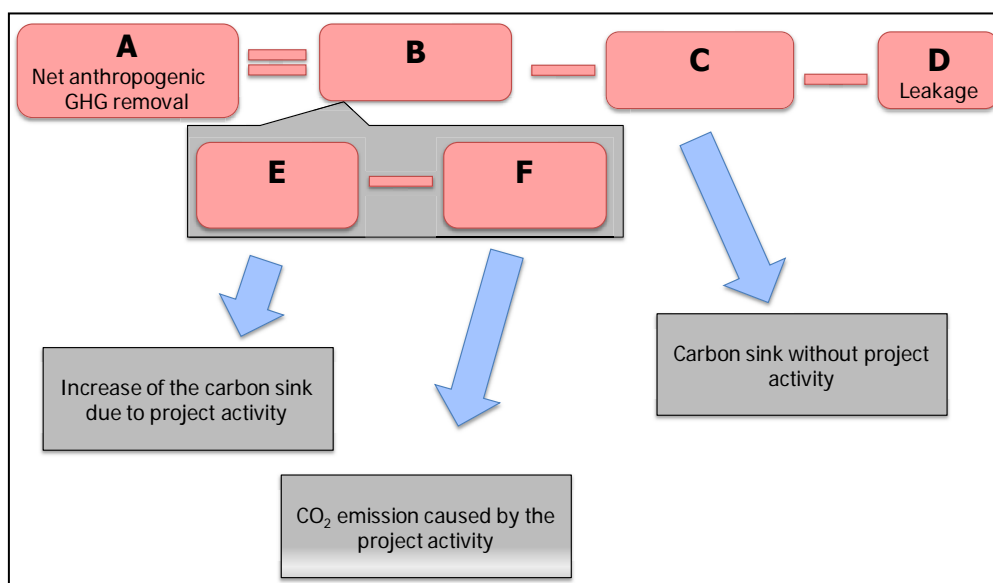 A
Net anthropogenic
GHG removal
B
C
D
Leakage
E
F
Increase of the carbon sink
due to project activity
CO₂ emission caused by the
project activity
Carbon sink without project
activity